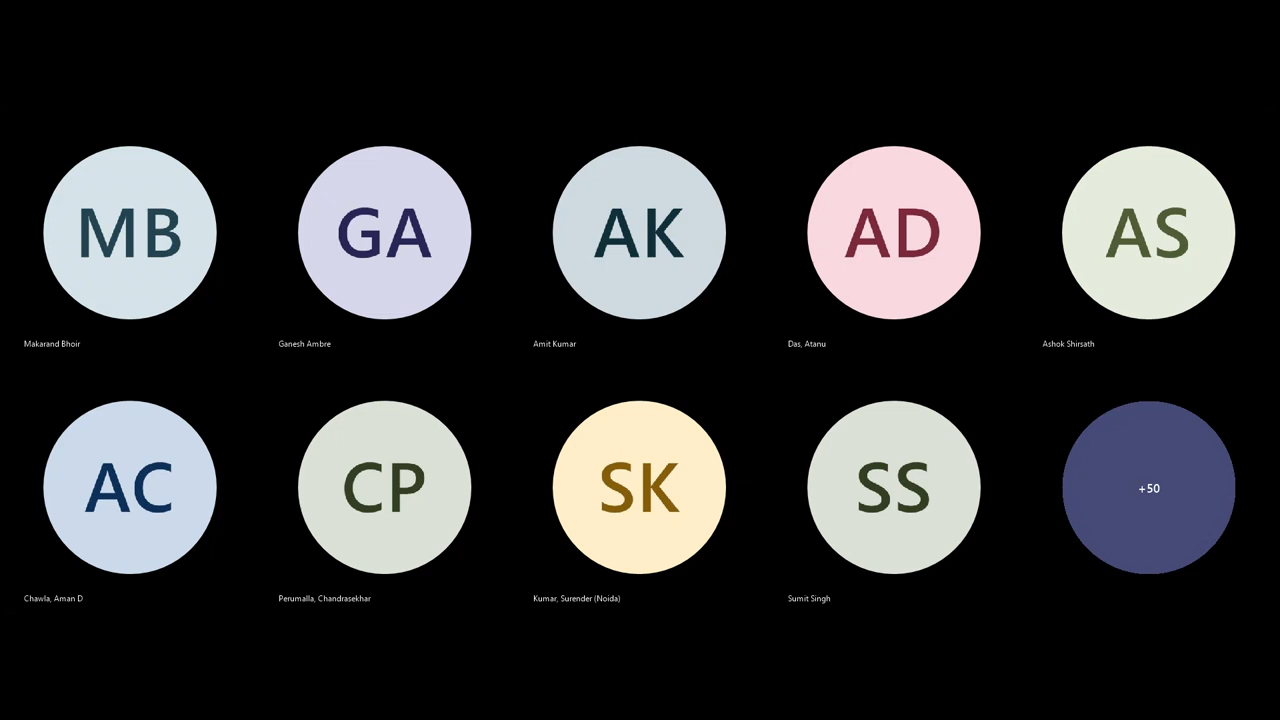 MB
GA
AK
AD
AS
Makarand Bhoir
Ganesh Ambre
Amit Kumar
Das, Atanu
Ashok Shirsath
AC
CP
SK
SS
+50
Chawla, Aman D
Perumalla, Chandrasekhar
Kumar, Surender (Noida)
Sumit Singh